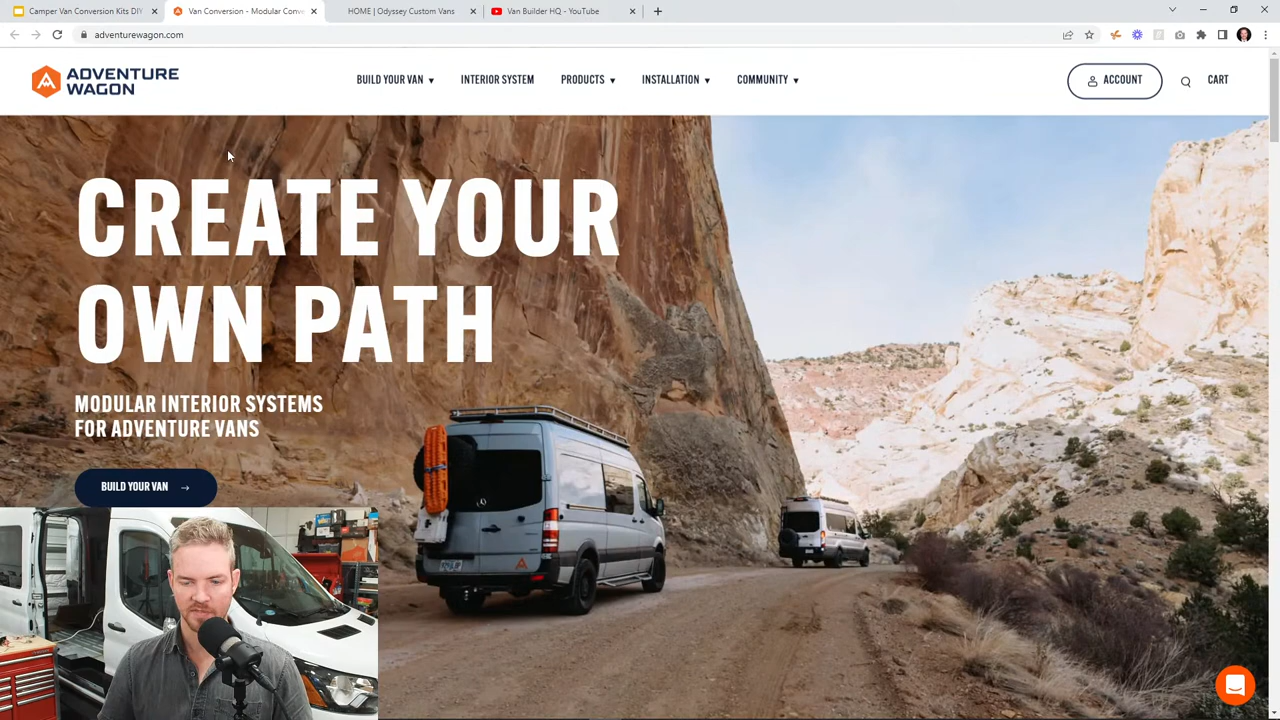 Camper Van Conversion Kits DIY
Van Conversion - Modular Conve
HOME | Odyssey Custom Vans
Van Builder HQ - YouTube
adventurewagon.com
ADVENTURE
WAGON
BUILD YOUR VAN
INTERIOR SYSTEM
PRODUCTS
INSTALLATION
COMMUNITY
ACCOUNT
CART
CREATE YOUR
OWN PATH
MODULAR INTERIOR SYSTEMS
FOR ADVENTURE VANS
BUILD YOUR VAN →